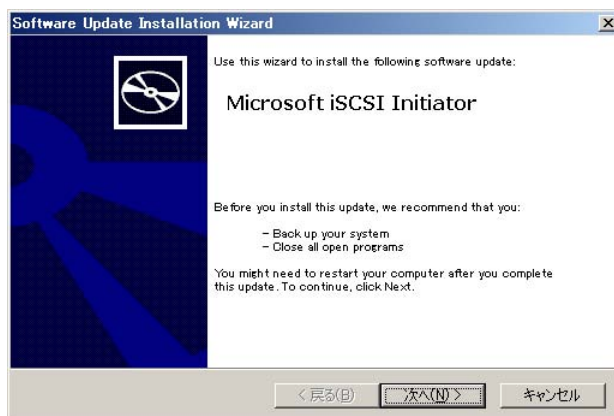 Software Update Installation Wizard
Use this wizard to install the following software update:
Microsoft iSCSI Initiator
Before you install this update, we recommend that you:
- Back up your system
- Close all open programs
You might need to restart your computer after you complete
this update. To continue, click Next.
< 戻る(B)
次へ(N) >
キャンセル